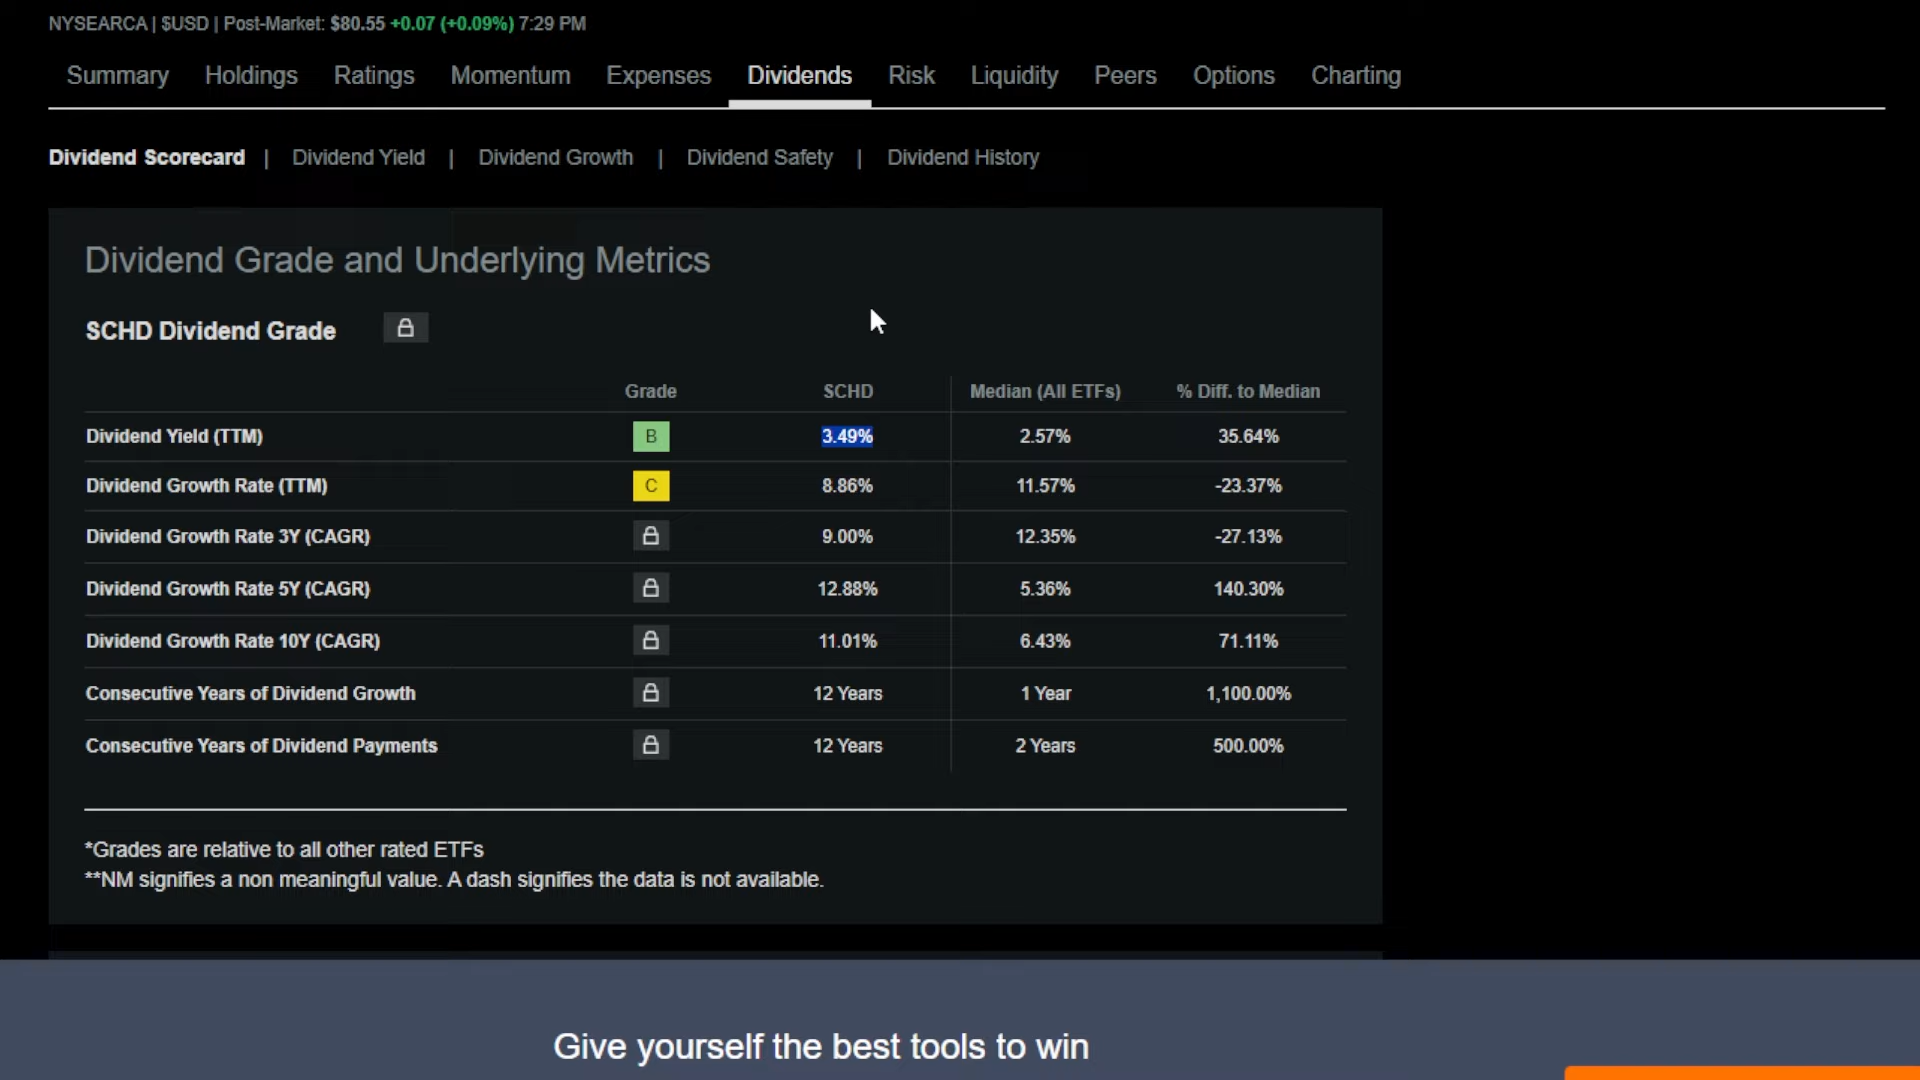 NYSEARCA | $USD | Post-Market: $80.55 +0.07 (+0.09%) 7:29 PM
Summary Holdings Ratings Momentum Expenses Dividends Risk Liquidity Peers Options Charting
Dividend Scorecard | Dividend Yield | Dividend Growth | Dividend Safety | Dividend History
Dividend Grade and Underlying Metrics
SCHD Dividend Grade
Grade SCHD Median (All ETFs) % Diff. to Median
Dividend Yield (TTM) B 3.49% 2.57% 35.64%
Dividend Growth Rate (TTM) C 8.86% 11.57% -23.37%
Dividend Growth Rate 3Y (CAGR) 9.00% 12.35% -27.13%
Dividend Growth Rate 5Y (CAGR) 12.88% 5.36% 140.30%
Dividend Growth Rate 10Y (CAGR) 11.01% 6.43% 71.11%
Consecutive Years of Dividend Growth 12 Years 1 Year 1,100.00%
Consecutive Years of Dividend Payments 12 Years 2 Years 500.00%
*Grades are relative to all other rated ETFs
**NM signifies a non meaningful value. A dash signifies the data is not available.
Give yourself the best tools to win